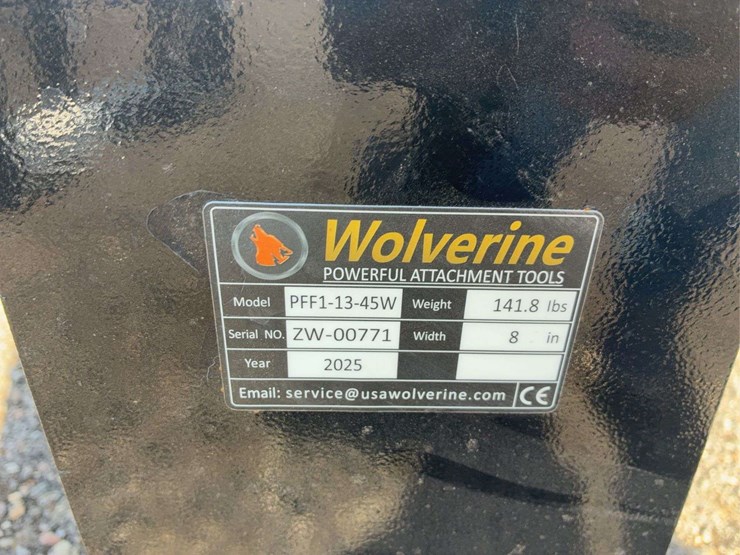 Wolverine
POWERFUL ATTACHMENT TOOLS
Model PFF1-13-45W Weight 141.8 lbs
Serial NO. ZW-00771 Width 8 in
Year 2025
Email: service@usawolverine.com CE